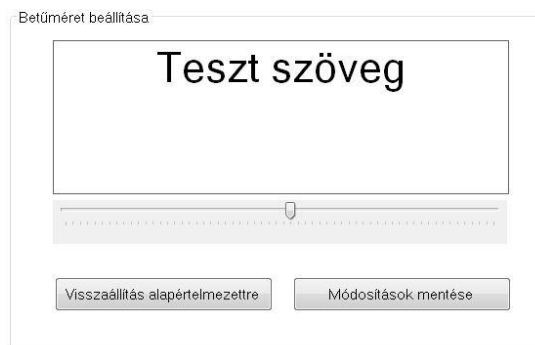 Betűméret beállítása
Teszt szöveg
Visszaállítás alapértelmezettre
Módosítások mentése